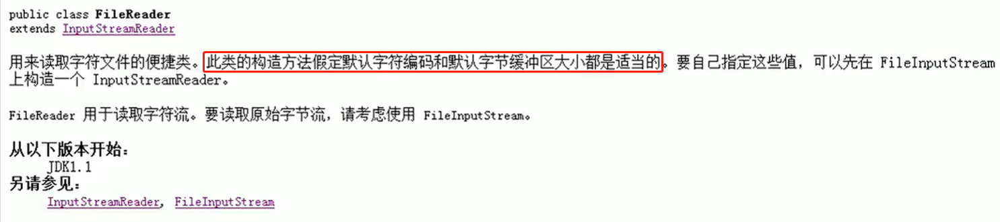 public class FileReader
extends InputStreamReader
用来读取字符文件的便捷类。此类的构造方法假定默认字符编码和默认字节缓冲区大小都是适当的。要自己指定这些值，可以先在 FileInputStream
上构造一个 InputStreamReader。
FileReader 用于读取字符流。要读取原始字节流，请考虑使用 FileInputStream。
从以下版本开始：
JDK1.1
另请参见：
InputStreamReader, FileInputStream